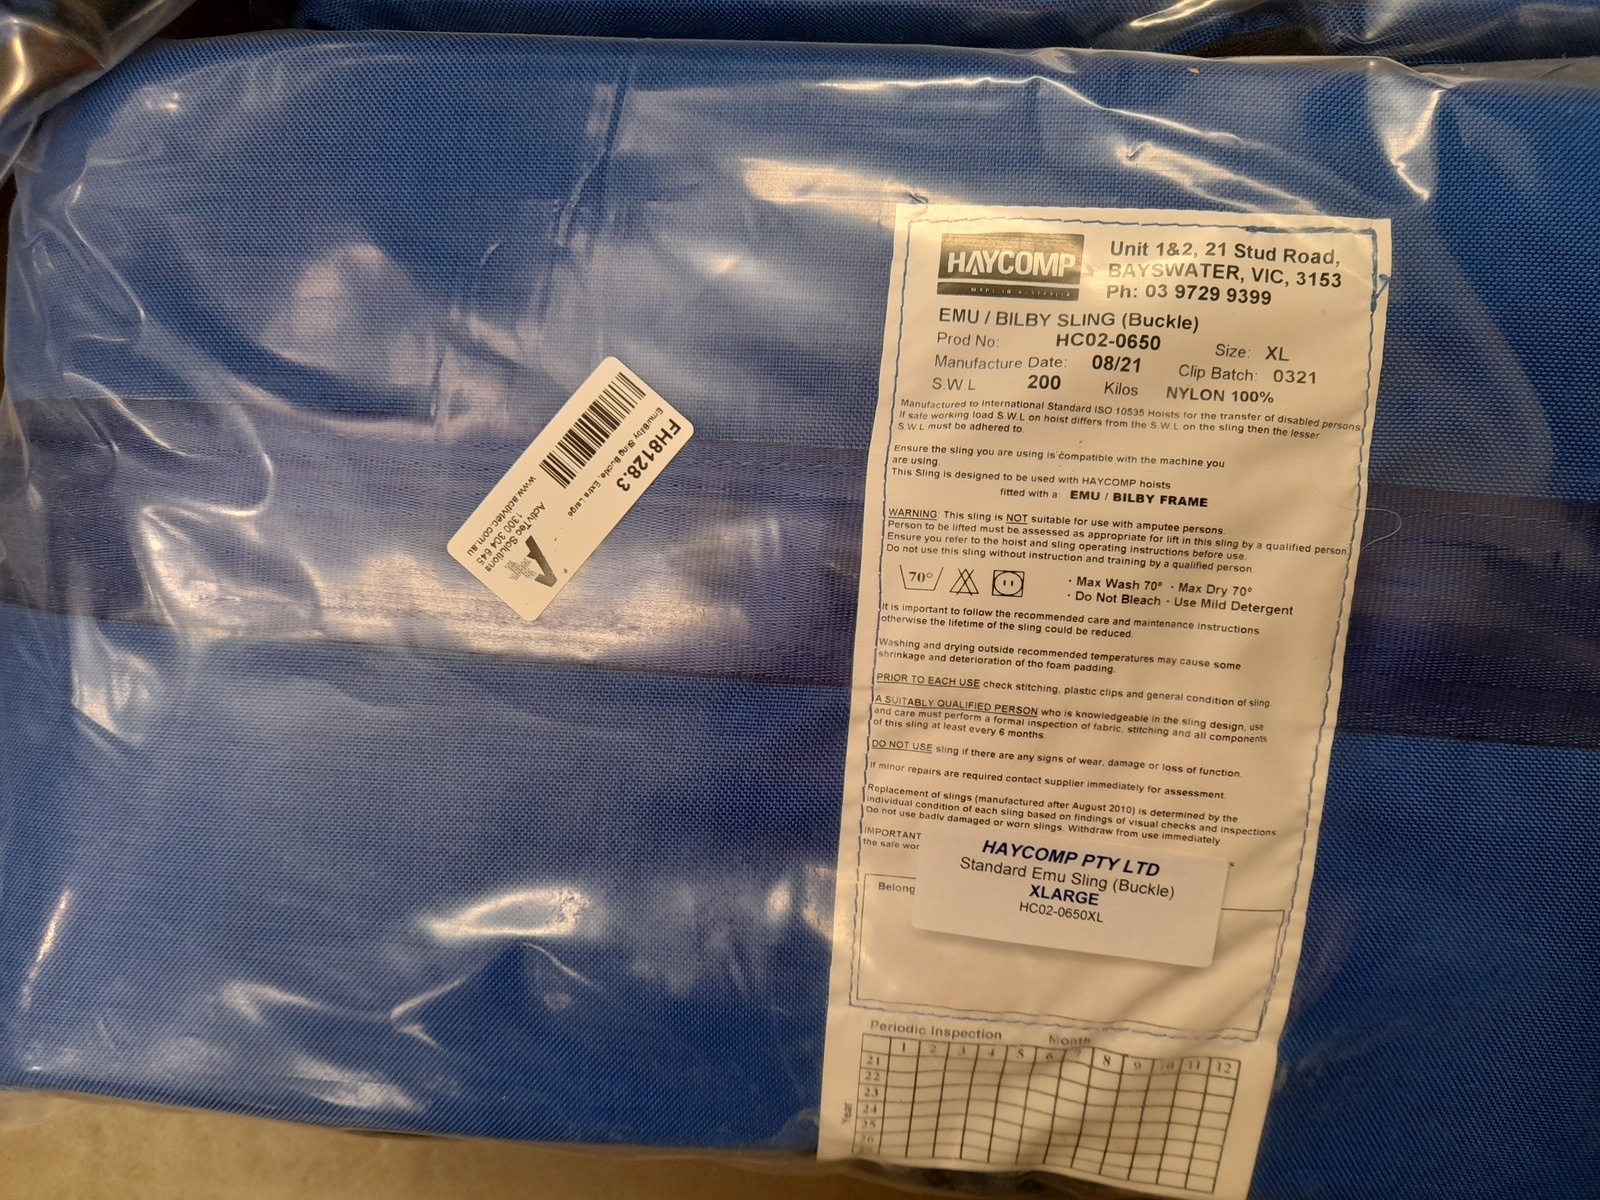 HAYCOMP
MADE IN AUSTRALIA
Unit 1&2, 21 Stud Road,
BAYSWATER, VIC, 3153
Ph: 03 9729 9399
EMU / BILBY SLING (Buckle)
Prod No: HC02-0650 Size: XL
Manufacture Date: 08/21 Clip Batch: 0321
S.W.L 200 Kilos NYLON 100%
Manufactured to International Standard ISO 10535 Hoists for the transfer of disabled persons
If safe working load S.W.L on hoist differs from the S.W.L on the sling then the lesser
S.W.L must be adhered to.
Ensure the sling you are using is compatible with the machine you
are using.
This Sling is designed to be used with HAYCOMP hoists
fitted with a: EMU / BILBY FRAME
WARNING: This sling is NOT suitable for use with amputee persons.
Person to be lifted must be assessed as appropriate for lift in this sling by a qualified person.
Ensure you refer to the hoist and sling operating instructions before use.
Do not use this sling without instruction and training by a qualified person.
70°
· Max Wash 70° · Max Dry 70°
· Do Not Bleach · Use Mild Detergent
It is important to follow the recommended care and maintenance instructions
otherwise the lifetime of the sling could be reduced.
Washing and drying outside recommended temperatures may cause some
shrinkage and deterioration of the foam padding.
PRIOR TO EACH USE check stitching, plastic clips and general condition of sling.
A SUITABLY QUALIFIED PERSON who is knowledgeable in the sling design, use
and care must perform a formal inspection of fabric, stitching and all components
of this sling at least every 6 months.
DO NOT USE sling if there are any signs of wear, damage or loss of function.
If minor repairs are required contact supplier immediately for assessment.
Replacement of slings (manufactured after August 2010) is determined by the
individual condition of each sling based on findings of visual checks and inspections.
Do not use badly damaged or worn slings. Withdraw from use immediately.
IMPORTANT
the safe wor
Belong
HAYCOMP PTY LTD
Standard Emu Sling (Buckle)
XLARGE
HC02-0650XL
Periodic Inspection Month
1 2 3 4 5 6 7 8 9 10 11 12
Year
21
22
23
24
25
26
FH8128.3
Emu/Bilby Sling Buckle, Extra Large
ActivTec Solutions
1300 304 645
www.activtec.com.au